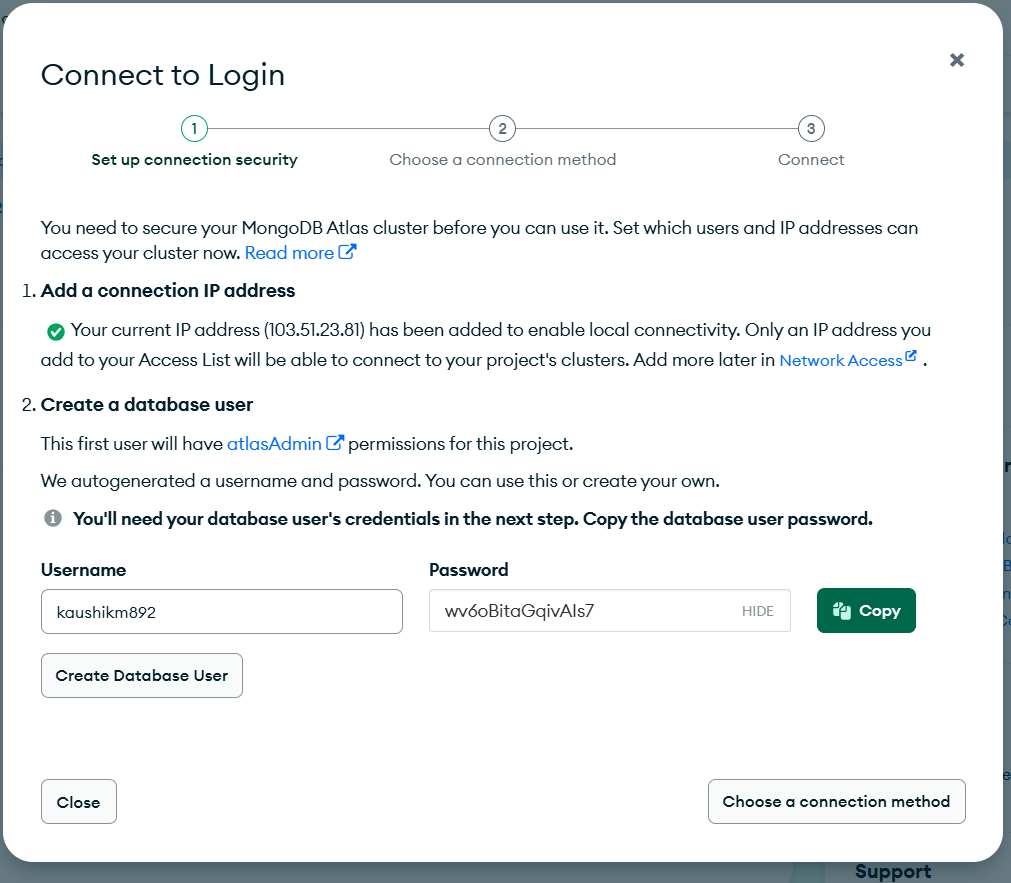 Connect to Login
1
2
3
Set up connection security
Choose a connection method
Connect
You need to secure your MongoDB Atlas cluster before you can use it. Set which users and IP addresses can
access your cluster now. Read more
1. Add a connection IP address
Your current IP address (103.51.23.81) has been added to enable local connectivity. Only an IP address you
add to your Access List will be able to connect to your project's clusters. Add more later in Network Access .
2. Create a database user
This first user will have atlasAdmin permissions for this project.
We autogenerated a username and password. You can use this or create your own.
You'll need your database user's credentials in the next step. Copy the database user password.
Username
Password
kaushikm892
wv6oBitaGqivAIs7 HIDE
Copy
Create Database User
Close
Choose a connection method
Support